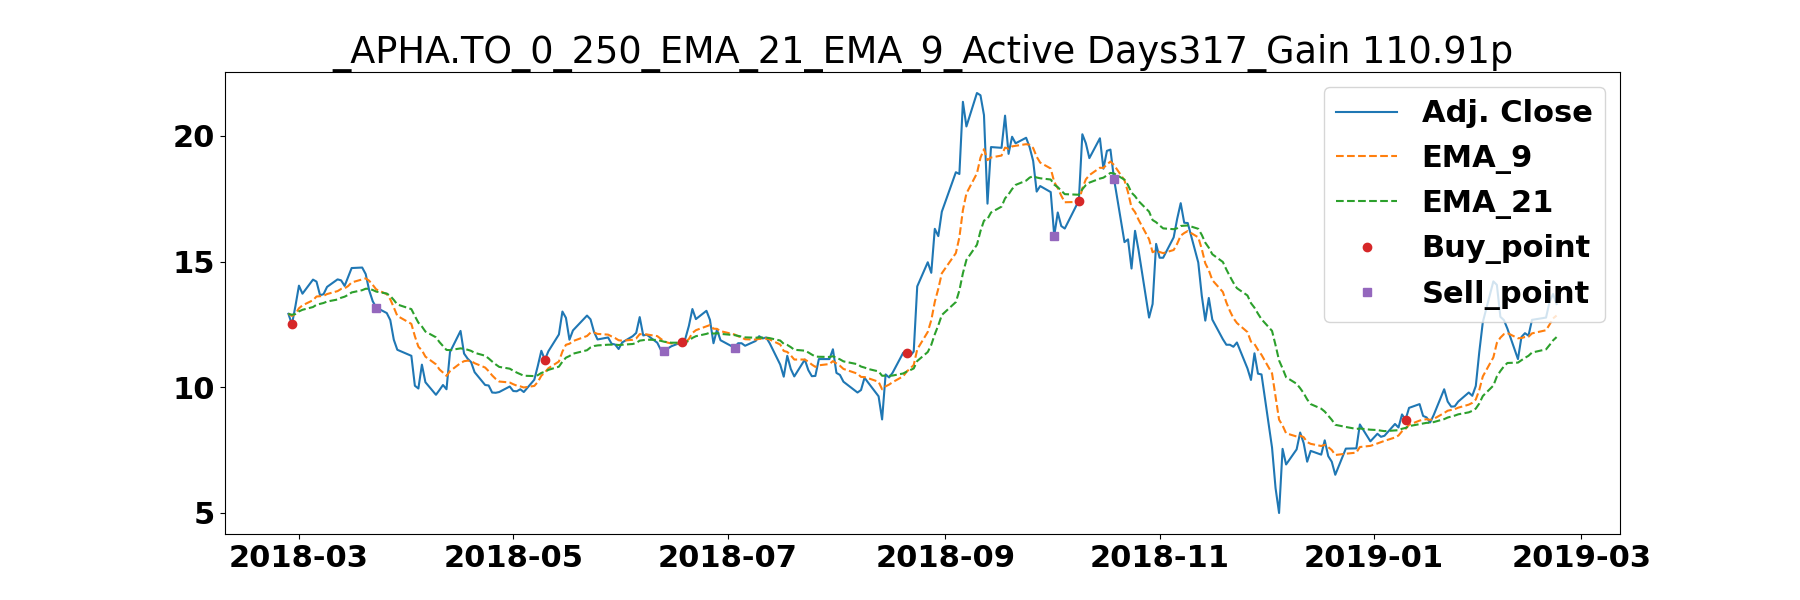 _APHA.TO_0_250_EMA_21_EMA_9_Active Days317_Gain 110.91p
Adj. Close
EMA_9
EMA_21
Buy_point
Sell_point
20
15
10
5
2018-03 2018-05 2018-07 2018-09 2018-11 2019-01 2019-03